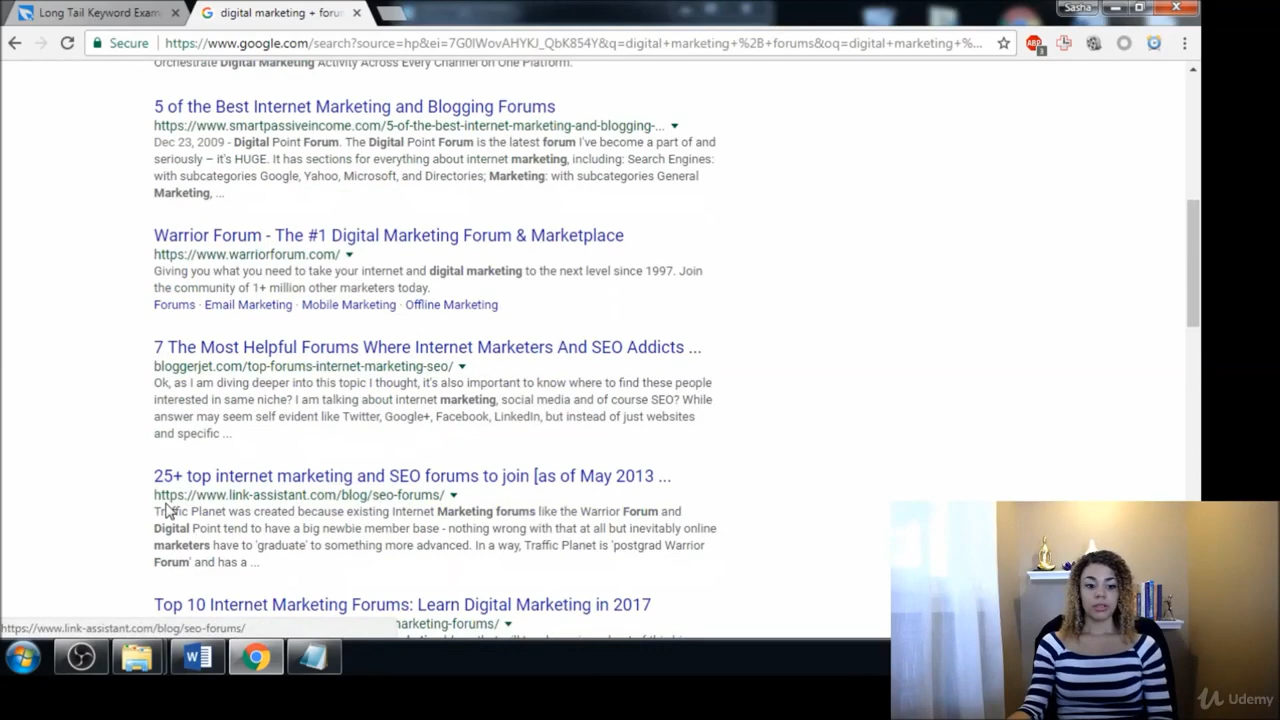 Long Tail Keyword Exam
digital marketing + foru
Sasha
Secure
https://www.google.com/search?source=hp&ei=7G0IWovAHYKJ_QbK854Y&q=digital+marketing+%2B+forums&oq=digital+marketing+%...
3
Orchestrate Digital Marketing Activity Across Every Channel on One Platform.
5 of the Best Internet Marketing and Blogging Forums
https://www.smartpassiveincome.com/5-of-the-best-internet-marketing-and-blogging-...
Dec 23, 2009 - Digital Point Forum. The Digital Point Forum is the latest forum I've become a part of and
seriously – it's HUGE. It has sections for everything about internet marketing, including: Search Engines:
with subcategories Google, Yahoo, Microsoft, and Directories; Marketing: with subcategories General
Marketing, ...
Warrior Forum - The #1 Digital Marketing Forum & Marketplace
https://www.warriorforum.com/
Giving you what you need to take your internet and digital marketing to the next level since 1997. Join
the community of 1+ million other marketers today.
Forums · Email Marketing · Mobile Marketing · Offline Marketing
7 The Most Helpful Forums Where Internet Marketers And SEO Addicts ...
bloggerjet.com/top-forums-internet-marketing-seo/
Ok, as I am diving deeper into this topic I thought, it's also important to know where to find these people
interested in same niche? I am talking about internet marketing, social media and of course SEO? While
answer may seem self evident like Twitter, Google+, Facebook, LinkedIn, but instead of just websites
and specific ...
25+ top internet marketing and SEO forums to join [as of May 2013 ...
https://www.link-assistant.com/blog/seo-forums/
Traffic Planet was created because existing Internet Marketing forums like the Warrior Forum and
Digital Point tend to have a big newbie member base - nothing wrong with that at all but inevitably online
marketers have to 'graduate' to something more advanced. In a way, Traffic Planet is 'postgrad Warrior
Forum' and has a ...
Top 10 Internet Marketing Forums: Learn Digital Marketing in 2017
arketing-forums/
https://www.link-assistant.com/blog/seo-forums/
Udemy